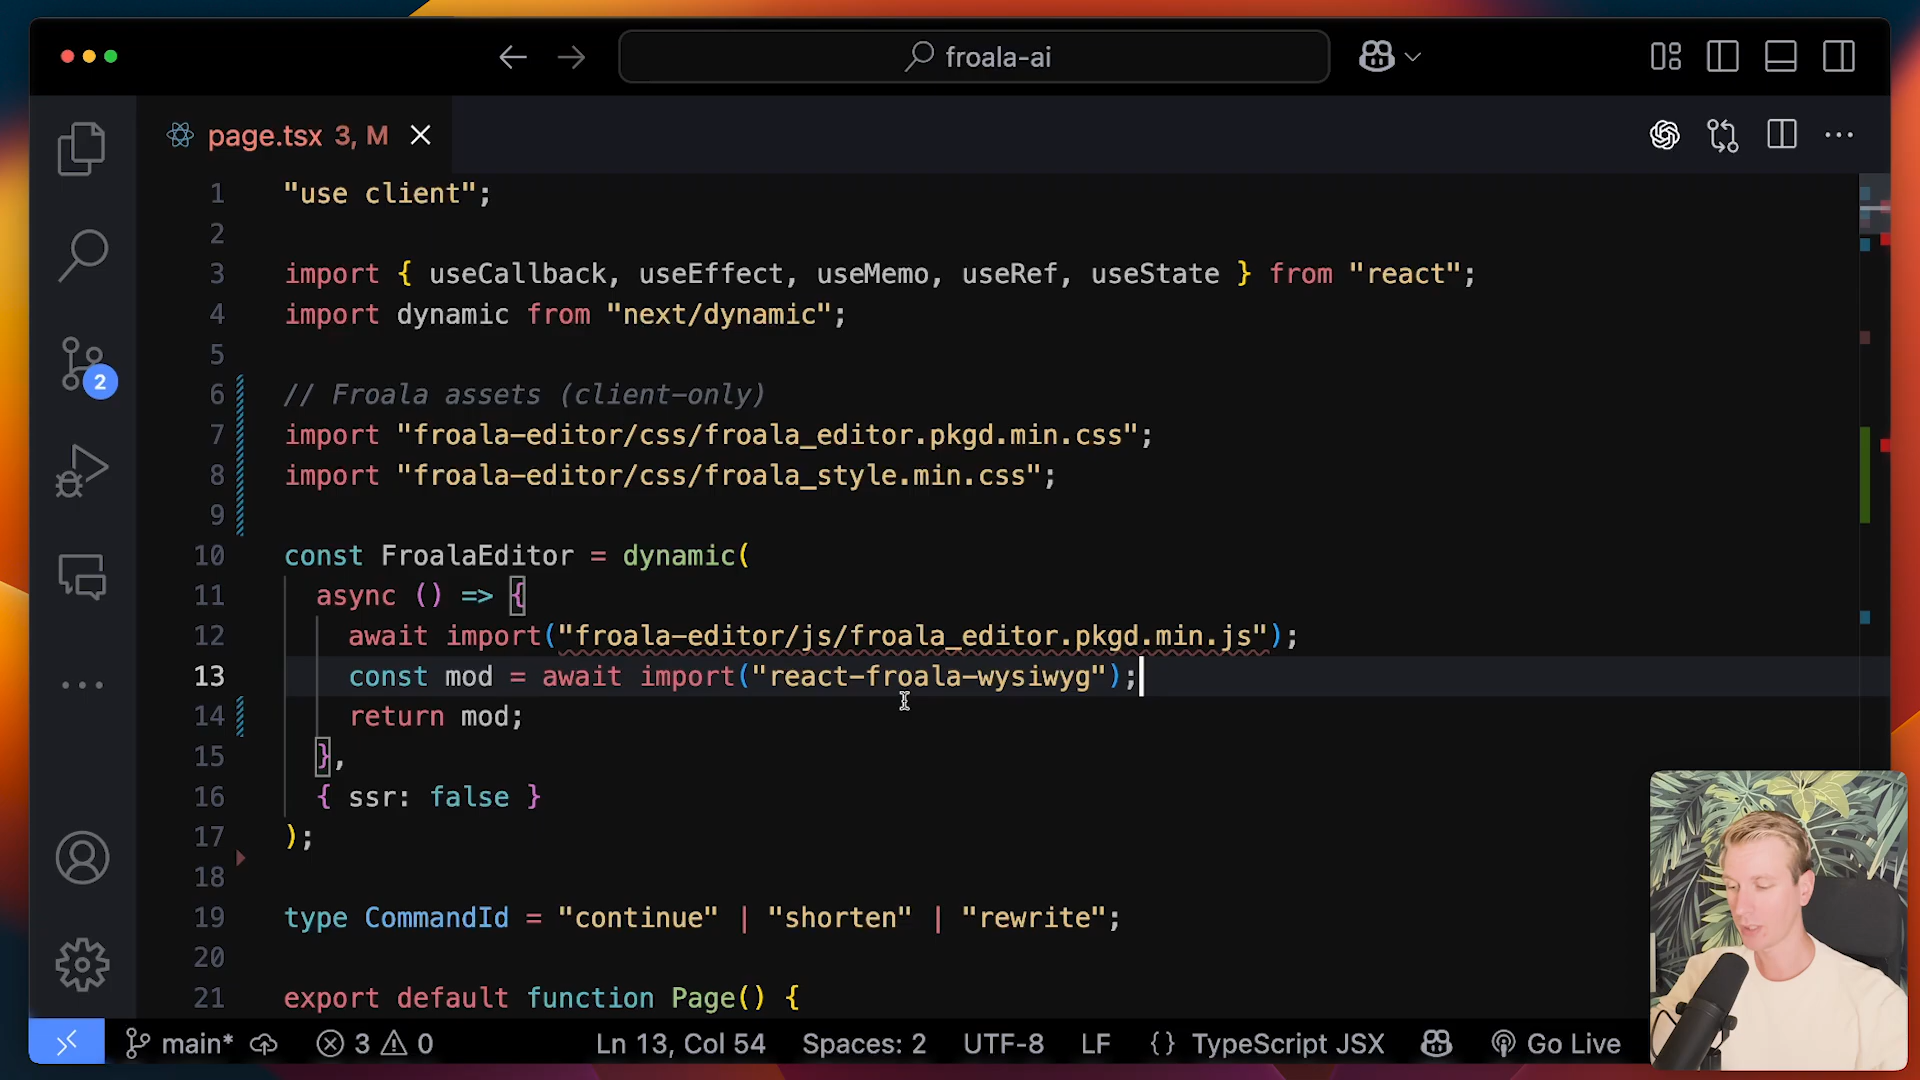 froala-ai
page.tsx 3, M
1 "use client";
2
3 import { useCallback, useEffect, useMemo, useRef, useState } from "react";
4 import dynamic from "next/dynamic";
5
6 // Froala assets (client-only)
7 import "froala-editor/css/froala_editor.pkgd.min.css";
8 import "froala-editor/css/froala_style.min.css";
9
10 const FroalaEditor = dynamic(
11 async () => {
12 await import("froala-editor/js/froala_editor.pkgd.min.js");
13 const mod = await import("react-froala-wysiwyg");
14 return mod;
15 },
16 { ssr: false }
17 );
18
19 type CommandId = "continue" | "shorten" | "rewrite";
20
21 export default function Page() {
2
main* 3 0 Ln 13, Col 54 Spaces: 2 UTF-8 LF {} TypeScript JSX Go Live